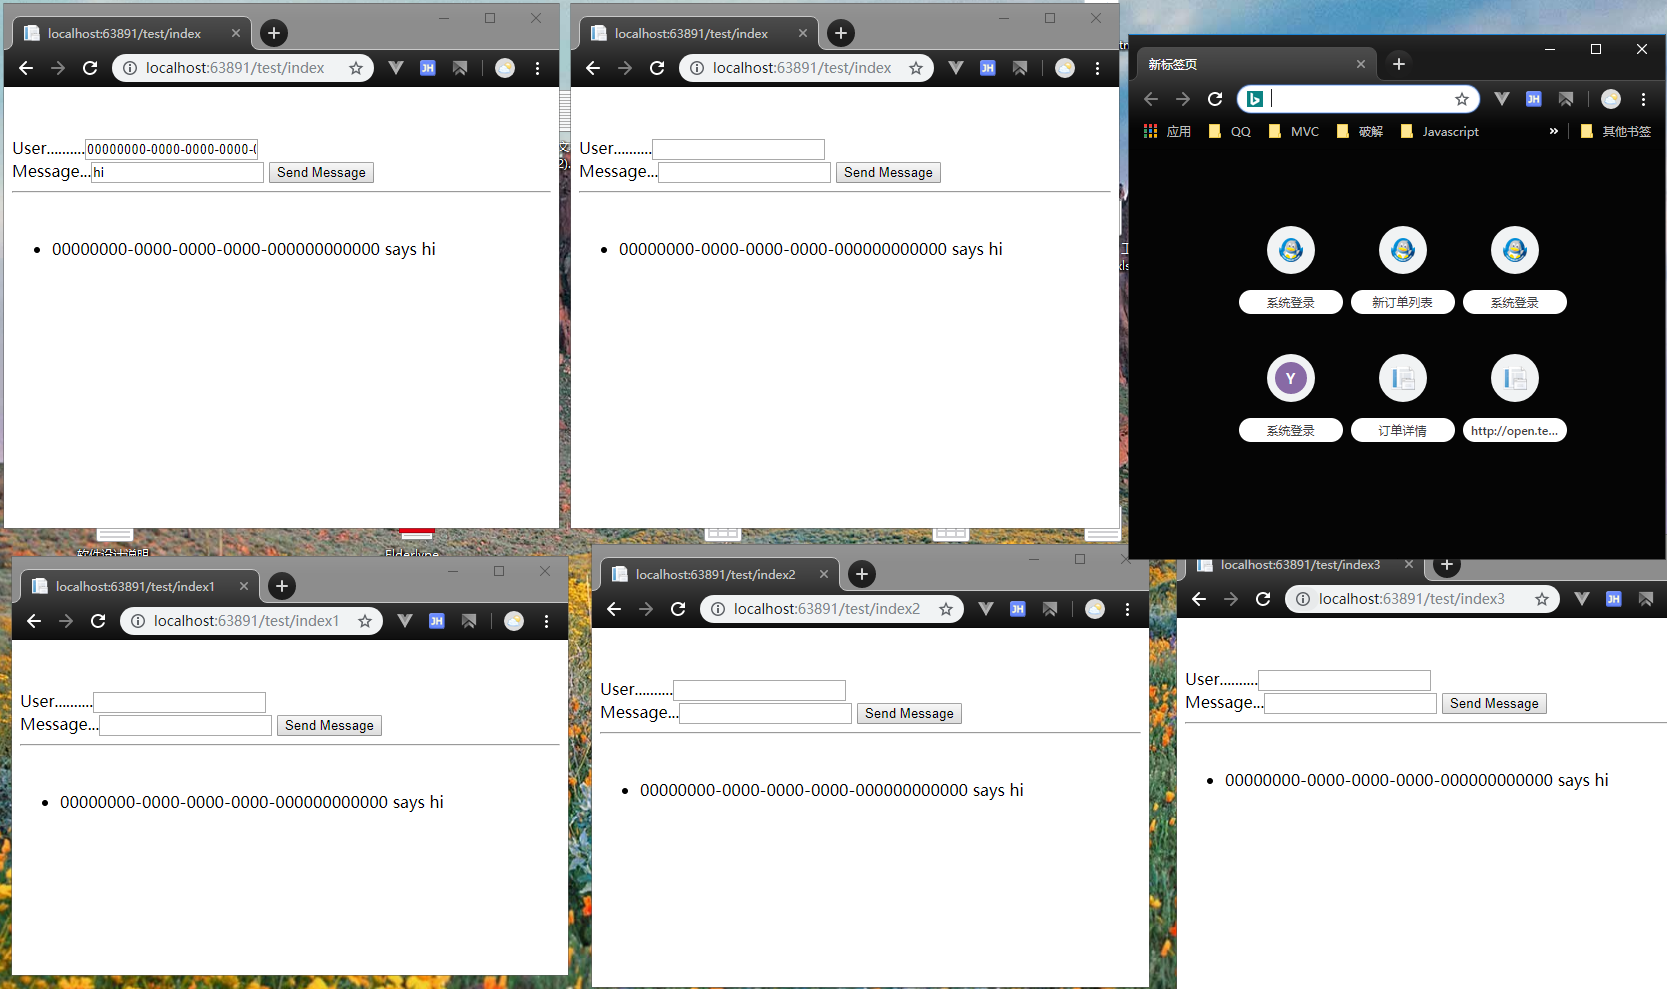 localhost:63891/test/index
localhost:63891/test/index
User..........00000000-0000-0000-0000-0
Message...hi Send Message
00000000-0000-0000-0000-000000000000 says hi
localhost:63891/test/index
localhost:63891/test/index
User..........
Message... Send Message
00000000-0000-0000-0000-000000000000 says hi
新标签页
应用 QQ MVC 破解 Javascript » 其他书签
系统登录 新订单列表 系统登录
Y
系统登录 订单详情 http://open.te...
软件设计说明
localhost:63891/test/index1
localhost:63891/test/index1
User..........
Message... Send Message
00000000-0000-0000-0000-000000000000 says hi
localhost:63891/test/index2
localhost:63891/test/index2
User..........
Message... Send Message
00000000-0000-0000-0000-000000000000 says hi
localhost:63891/test/index3
localhost:63891/test/index3
User..........
Message... Send Message
00000000-0000-0000-0000-000000000000 says hi